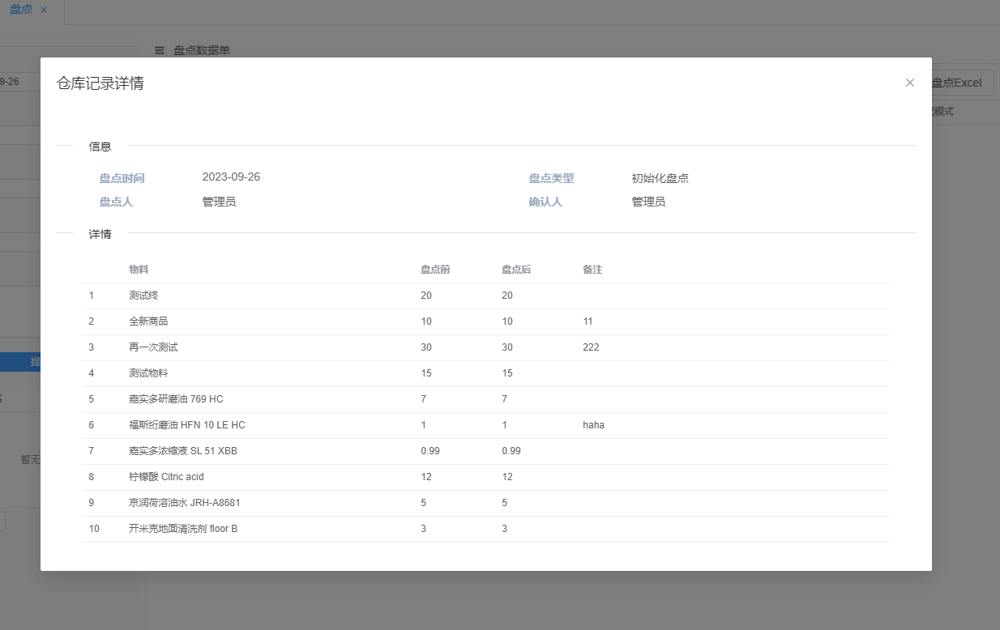 盘点
盘点数据单
9-26
仓库记录详情
盘点Excel
模式
信息
盘点时间 2023-09-26 盘点类型 初始化盘点
盘点人 管理员 确认人 管理员
详情
物料 盘点前 盘点后 备注
1 测试终 20 20
2 全新商品 10 10 11
3 再一次测试 30 30 222
提
4 测试物料 15 15
5 嘉实多研磨油 769 HC 7 7
6 福斯绗磨油 HFN 10 LE HC 1 1 haha
7 嘉实多浓缩液 SL 51 XBB 0.99 0.99
暂无
8 柠檬酸 Citric acid 12 12
9 京润荷溶油水 JRH-A8681 5 5
10 开米克地面清洗剂 floor B 3 3